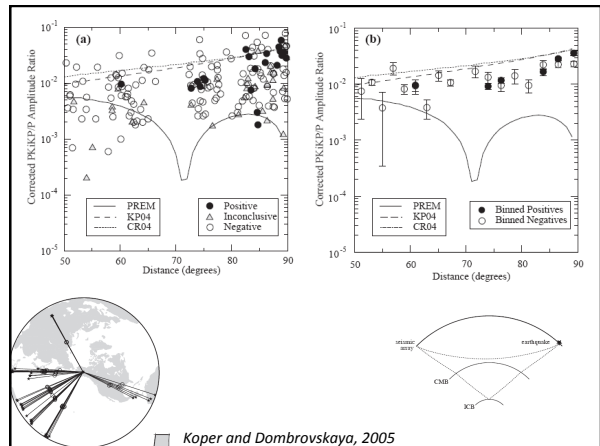 (a)
Corrected PKiKP/P Amplitude Ratio
10-1
10-2
10-3
10-4
10-5
PREM
KP04
CR04
Positive
Inconclusive
Negative
50 60 70 80 90
Distance (degrees)
(b)
Corrected PKiKP/P Amplitude Ratio
10-1
10-2
10-3
10-4
10-5
PREM
KP04
CR04
Binned Positives
Binned Negatives
50 60 70 80 90
Distance (degrees)
seismic
array
earthquake
CMB
ICB
Koper and Dombrovskaya, 2005